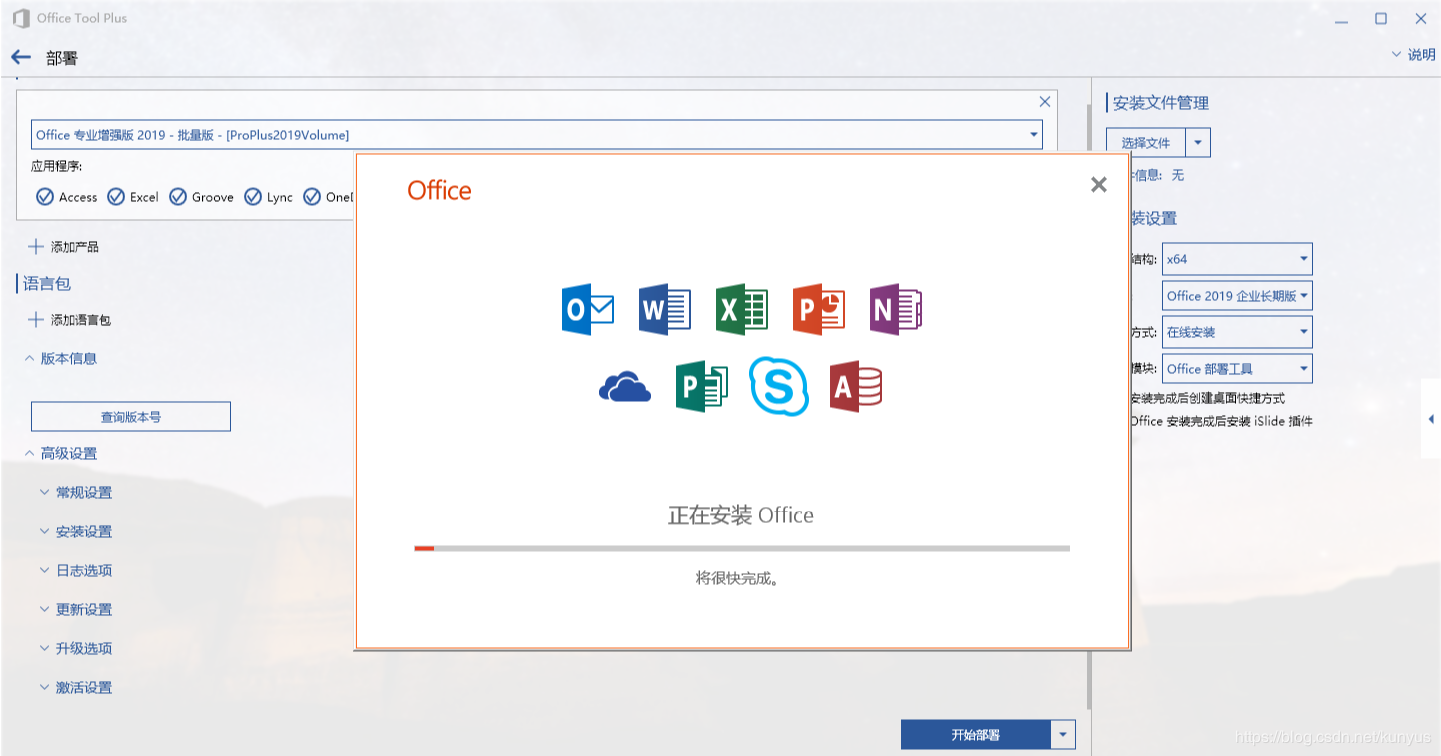 Office Tool Plus
部署
说明
Office 专业增强版 2019 - 批量版 - [ProPlus2019Volume]
应用程序:
Access Excel Groove Lync
添加产品
语言包
添加语言包
版本信息
查询版本号
高级设置
常规设置
安装设置
日志选项
更新设置
升级选项
激活设置
Office
正在安装 Office
将很快完成。
开始部署
安装文件管理
选择文件
信息: 无
装设置
结构: x64
Office 2019 企业长期版
方式: 在线安装
模块: Office 部署工具
安装完成后创建桌面快捷方式
Office 安装完成后安装 iSlide 插件
https://blog.csdn.net/kunyus